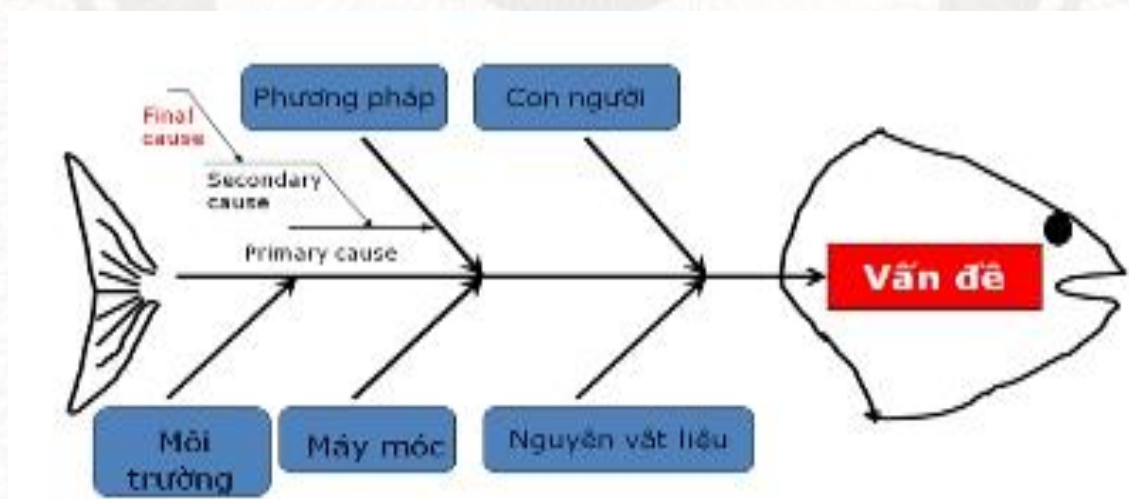 Phương pháp
Con người
Final
cause
Secondary
cause
Primary cause
Vấn đề
Môi
trường
Máy móc
Nguyên vật liệu